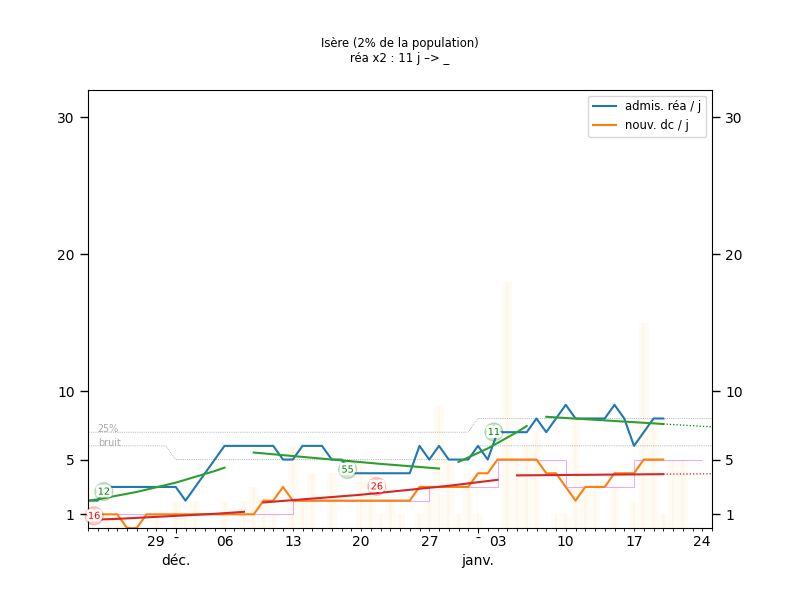 Isère (2% de la population)
réa x2 : 11 j –> _
admis. réa / j
nouv. dc / j
30
30
20
20
10
10
25%
bruit
11
5
5
55
12
26
16
1
1
29 - 06 13 20 27 - 03 10 17 24
déc. janv.